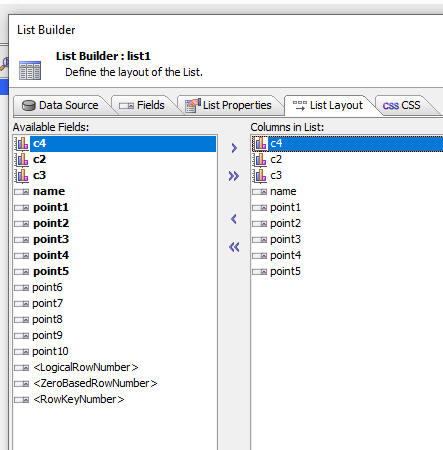 List Builder
List Builder : list1
Define the layout of the List.
Data Source
Fields
List Properties
List Layout
CSS CSS
Available Fields:
c4
c2
c3
name
point1
point2
point3
point4
point5
point6
point7
point8
point9
point10
<LogicalRowNumber>
<ZeroBasedRowNumber>
<RowKeyNumber>
Columns in List:
c4
c2
c3
name
point1
point2
point3
point4
point5